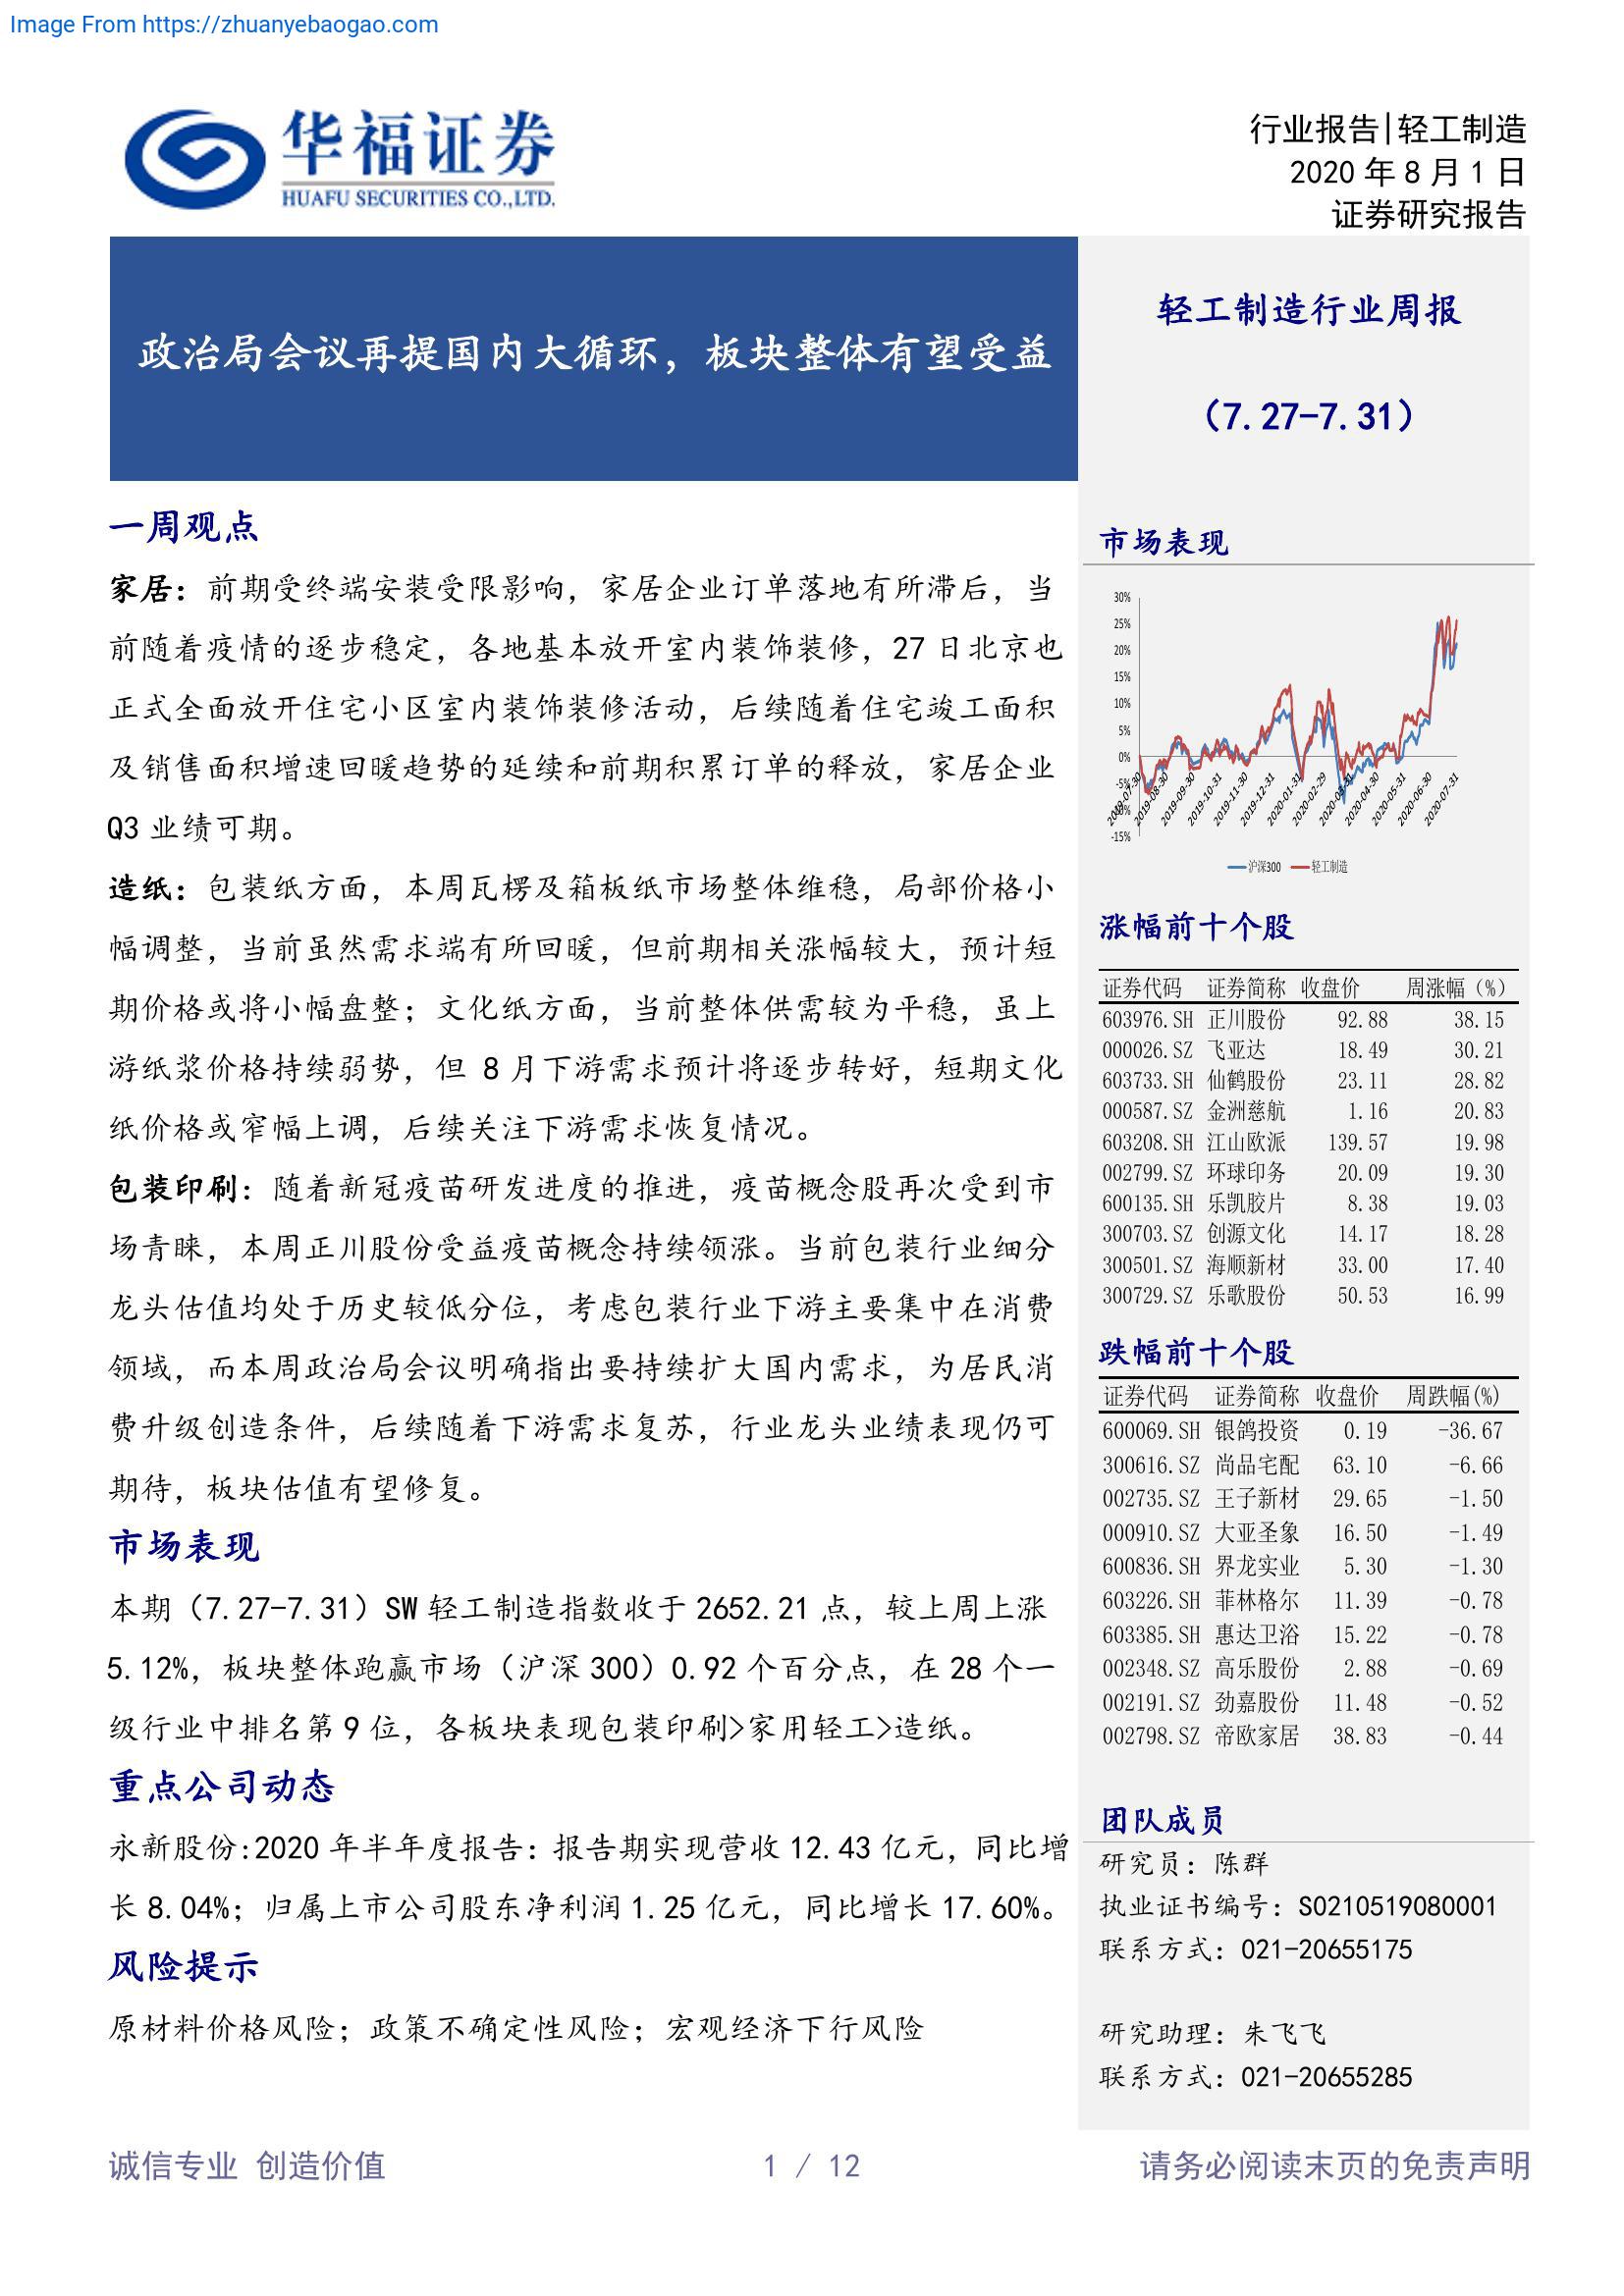 Image From https://zhuanyebaogao.com
华福证券
HUAFU SECURITIES CO.,LTD.
行业报告|轻工制造
2020 年 8 月 1 日
证券研究报告
政治局会议再提国内大循环，板块整体有望受益
轻工制造行业周报
（7.27-7.31）
一周观点
家居：前期受终端安装受限影响，家居企业订单落地有所滞后，当
前随着疫情的逐步稳定，各地基本放开室内装饰装修，27 日北京也
正式全面放开住宅小区室内装饰装修活动，后续随着住宅竣工面积
及销售面积增速回暖趋势的延续和前期积累订单的释放，家居企业
Q3 业绩可期。
造纸：包装纸方面，本周瓦楞及箱板纸市场整体维稳，局部价格小
幅调整，当前虽然需求端有所回暖，但前期相关涨幅较大，预计短
期价格或将小幅盘整；文化纸方面，当前整体供需较为平稳，虽上
游纸浆价格持续弱势，但 8 月下游需求预计将逐步转好，短期文化
纸价格或窄幅上调，后续关注下游需求恢复情况。
包装印刷：随着新冠疫苗研发进度的推进，疫苗概念股再次受到市
场青睐，本周正川股份受益疫苗概念持续领涨。当前包装行业细分
龙头估值均处于历史较低分位，考虑包装行业下游主要集中在消费
领域，而本周政治局会议明确指出要持续扩大国内需求，为居民消
费升级创造条件，后续随着下游需求复苏，行业龙头业绩表现仍可
期待，板块估值有望修复。
市场表现
本期（7.27-7.31）SW 轻工制造指数收于 2652.21 点，较上周上涨
5.12%，板块整体跑赢市场（沪深 300）0.92 个百分点，在 28 个一
级行业中排名第 9 位，各板块表现包装印刷>家用轻工>造纸。
重点公司动态
永新股份:2020 年半年度报告：报告期实现营收 12.43 亿元，同比增
长 8.04%；归属上市公司股东净利润 1.25 亿元，同比增长 17.60%。
风险提示
原材料价格风险；政策不确定性风险；宏观经济下行风险
市场表现
30%
25%
20%
15%
10%
5%
0%
-5%
-10%
-15%
2019-07-30 2019-08-30 2019-09-30 2019-10-31 2019-11-30 2019-12-31 2020-01-31 2020-02-29 2020-03-31 2020-04-30 2020-05-31 2020-06-30 2020-07-31
沪深300 轻工制造
涨幅前十个股
证券代码 证券简称 收盘价 周涨幅（%）
603976.SH 正川股份 92.88 38.15
000026.SZ 飞亚达 18.49 30.21
603733.SH 仙鹤股份 23.11 28.82
000587.SZ 金洲慈航 1.16 20.83
603208.SH 江山欧派 139.57 19.98
002799.SZ 环球印务 20.09 19.30
600135.SH 乐凯胶片 8.38 19.03
300703.SZ 创源文化 14.17 18.28
300501.SZ 海顺新材 33.00 17.40
300729.SZ 乐歌股份 50.53 16.99
跌幅前十个股
证券代码 证券简称 收盘价 周跌幅(%)
600069.SH 银鸽投资 0.19 -36.67
300616.SZ 尚品宅配 63.10 -6.66
002735.SZ 王子新材 29.65 -1.50
000910.SZ 大亚圣象 16.50 -1.49
600836.SH 界龙实业 5.30 -1.30
603226.SH 菲林格尔 11.39 -0.78
603385.SH 惠达卫浴 15.22 -0.78
002348.SZ 高乐股份 2.88 -0.69
002191.SZ 劲嘉股份 11.48 -0.52
002798.SZ 帝欧家居 38.83 -0.44
团队成员
研究员：陈群
执业证书编号：S0210519080001
联系方式：021-20655175
研究助理：朱飞飞
联系方式：021-20655285
诚信专业 创造价值
1 / 12
请务必阅读末页的免责声明